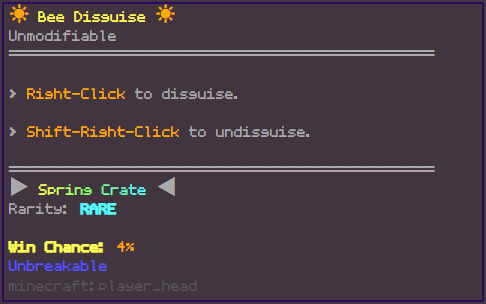 ☀ Bee Disguise ☀
Unmodifiable
> Right-Click to disguise.
> Shift-Right-Click to undisguise.
▶ Spring Crate ◀
Rarity: RARE
Win Chance: 4%
Unbreakable
minecraft:player_head